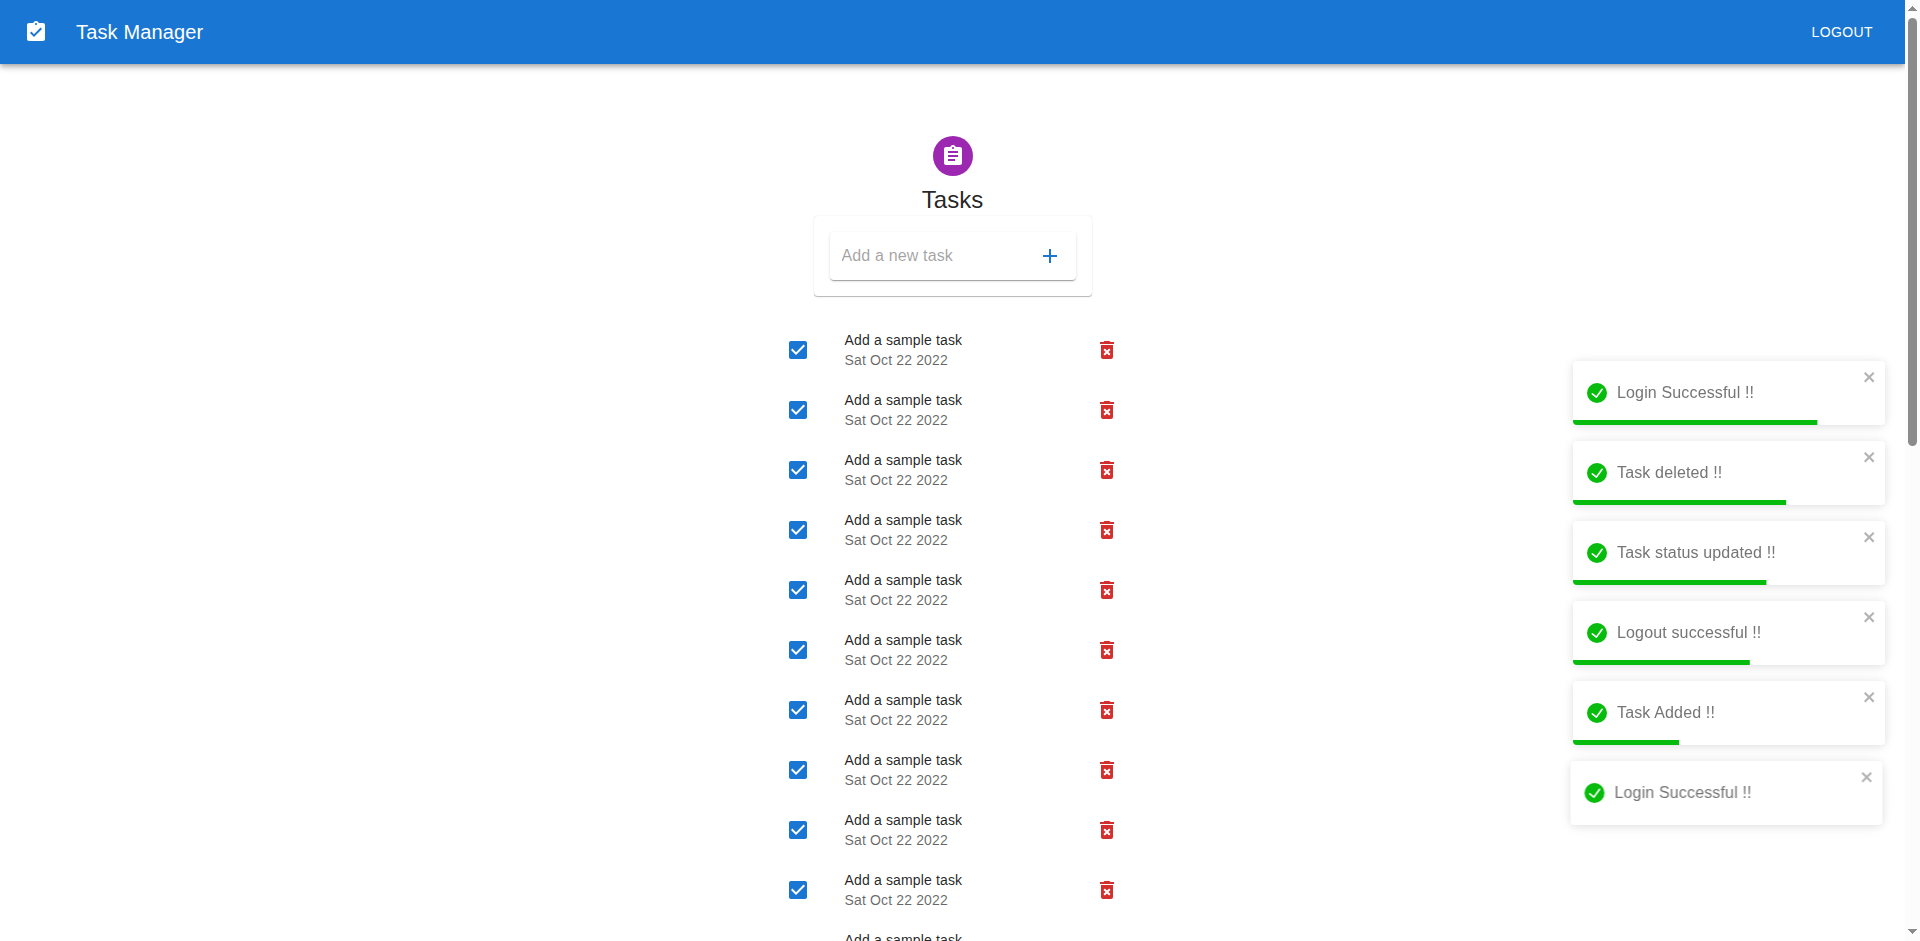 Task Manager
LOGOUT
Tasks
Add a new task
Add a sample task
Sat Oct 22 2022
Add a sample task
Sat Oct 22 2022
Add a sample task
Sat Oct 22 2022
Add a sample task
Sat Oct 22 2022
Add a sample task
Sat Oct 22 2022
Add a sample task
Sat Oct 22 2022
Add a sample task
Sat Oct 22 2022
Add a sample task
Sat Oct 22 2022
Add a sample task
Sat Oct 22 2022
Add a sample task
Sat Oct 22 2022
Add a sample task
Login Successful !!
Task deleted !!
Task status updated !!
Logout successful !!
Task Added !!
Login Successful !!